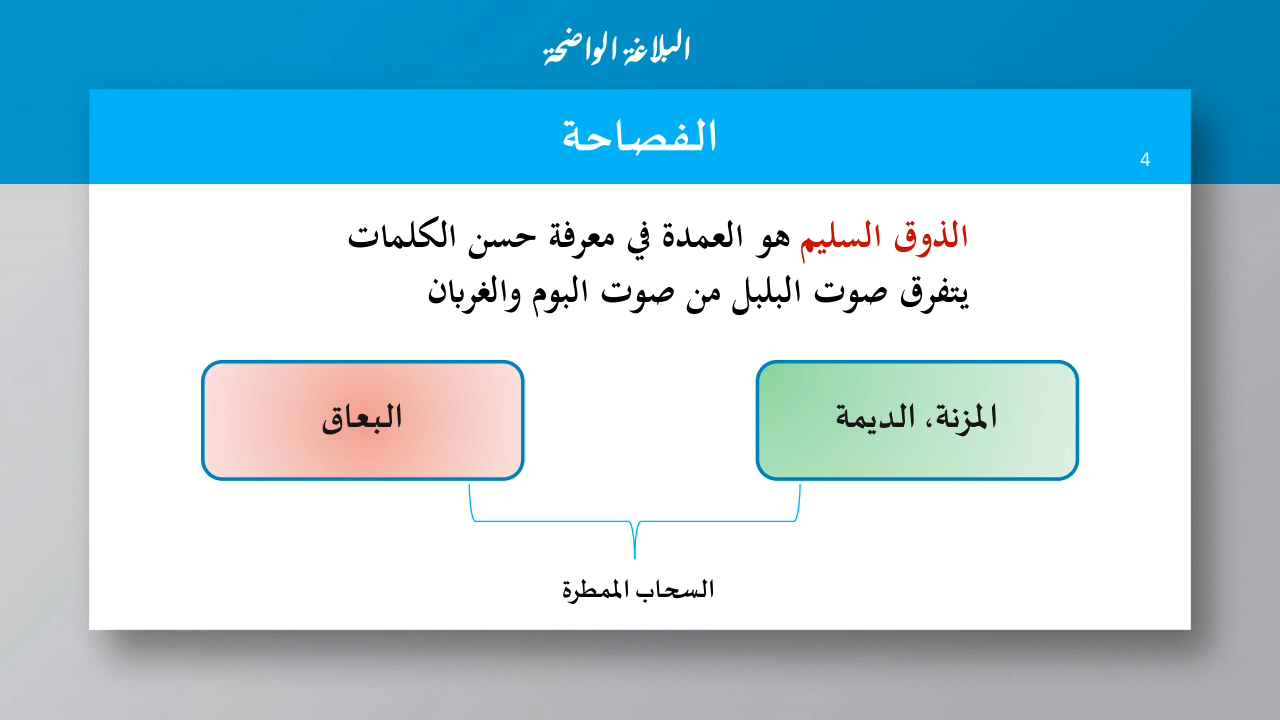 البلاغة الواضحة
الفصاحة
4
الذوق السليم هو العمدة في معرفة حسن الكلمات
يتفرق صوت البلبل من صوت البوم والغربان
المزنة، الديمة
البعاق
السحاب الممطرة